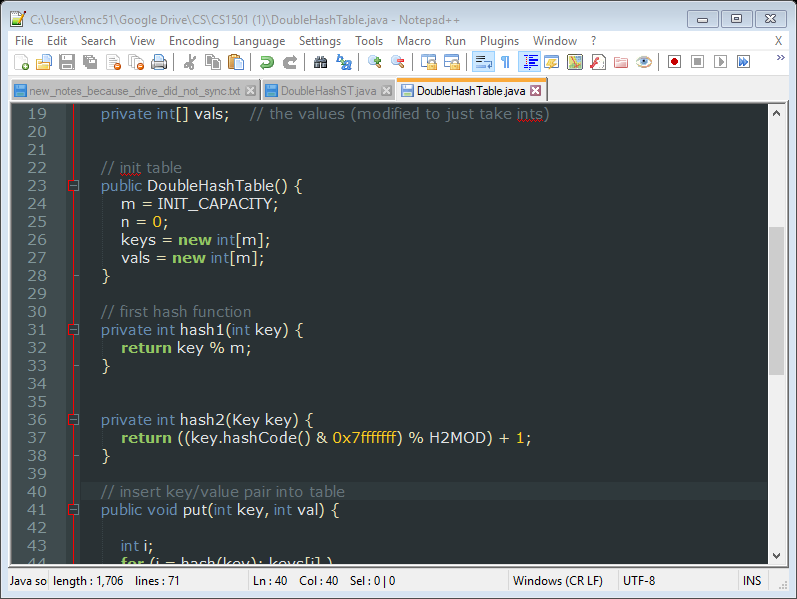 C:\Users\kmc51\Google Drive\CS\CS1501 (1)\DoubleHashTable.java - Notepad++
File Edit Search View Encoding Language Settings Tools Macro Run Plugins Window ? X
new_notes_because_drive_did_not_sync.txt DoubleHashST.java DoubleHashTable.java
19 private int[] vals; // the values (modified to just take ints)
20
21
22 // init table
23 public DoubleHashTable() {
24 m = INIT_CAPACITY;
25 n = 0;
26 keys = new int[m];
27 vals = new int[m];
28 }
29
30 // first hash function
31 private int hash1(int key) {
32 return key % m;
33 }
34
35
36 private int hash2(Key key) {
37 return ((key.hashCode() & 0x7fffffff) % H2MOD) + 1;
38 }
39
40 // insert key/value pair into table
41 public void put(int key, int val) {
42
43 int i;
44 for (i = hash(key); keys[i]
Java so length : 1,706 lines : 71 Ln : 40 Col : 40 Sel : 0 | 0 Windows (CR LF) UTF-8 INS